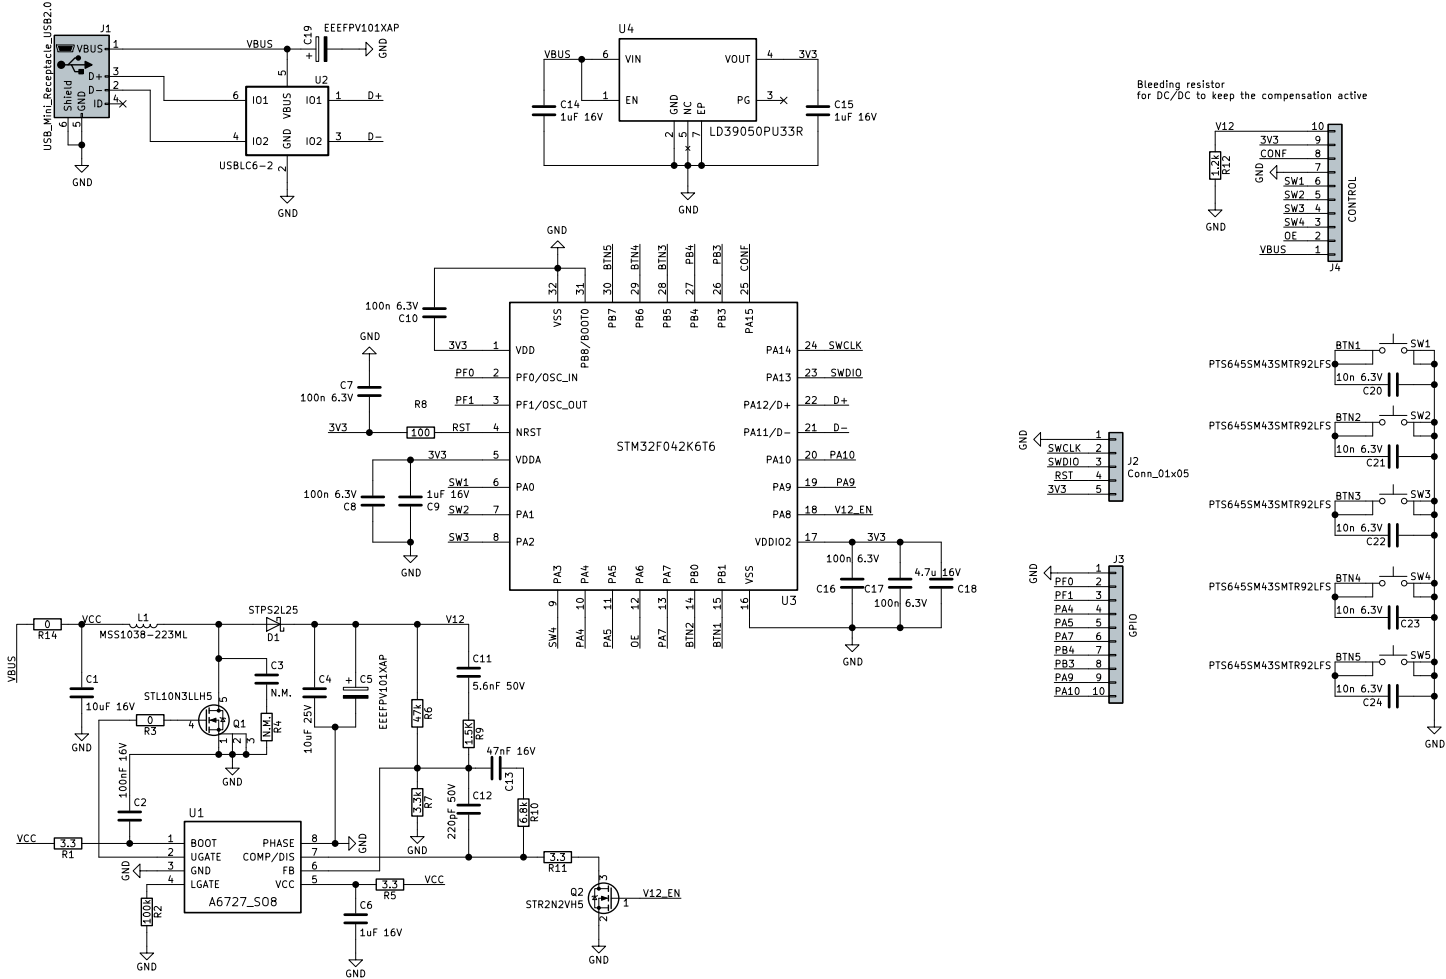 J1
USB_Mini_Receptacle_USB2.0
VBUS 1
D+ 3
D- 2
ID 4
Shield
GND
6
5
GND
VBUS
C19
+
EEEFPV101XAP
GND
5
U2
6 IO1
VBUS
IO1 1 D+
4 IO2
GND
IO2 3 D-
USBLC6-2
2
GND
U4
VBUS 6 VIN
VOUT 4 3V3
1 EN
PG 3
GND
NC
EP
C14
1uF 16V
C15
1uF 16V
2
5
7
LD39050PU33R
GND
Bleeding resistor
for DC/DC to keep the compensation active
V12 10
3V3 9
CONF 8
GND 7
SW1 6
SW2 5
SW3 4
SW4 3
OE 2
VBUS 1
1.2k
R12
GND
CONTROL
J4
GND
BTN5
BTN4
BTN3
PB4
PB3
CONF
32
31
30
29
28
27
26
25
VSS
PB8/BOOT0
PB7
PB6
PB5
PB4
PB3
PA15
100n 6.3V
C10
3V3 1 VDD
PF0 2 PF0/OSC_IN
PF1 3 PF1/OSC_OUT
GND
C7
100n 6.3V
R8
3V3 100 RST 4 NRST
3V3 5 VDDA
SW1 6 PA0
SW2 7 PA1
SW3 8 PA2
100n 6.3V
C8
1uF 16V
C9
GND
STM32F042K6T6
PA14 24 SWCLK
PA13 23 SWDIO
PA12/D+ 22 D+
PA11/D- 21 D-
PA10 20 PA10
PA9 19 PA9
PA8 18 V12_EN
VDDIO2 17 3V3
PA3
PA4
PA5
PA6
PA7
PB0
PB1
VSS
U3
9
10
11
12
13
14
15
16
SW4
PA4
PA5
OE
PA7
BTN2
BTN1
100n 6.3V
C16
C17
100n 6.3V
4.7u 16V
C18
GND
GND 1
SWCLK 2
SWDIO 3
RST 4
3V3 5
J2
Conn_01x05
J3
GND 1
PF0 2
PF1 3
PA4 4
PA5 5
PA7 6
PB4 7
PB3 8
PA9 9
PA10 10
GPIO
BTN1 SW1
PTS645SM43SMTR92LFS
10n 6.3V
C20
BTN2 SW2
PTS645SM43SMTR92LFS
10n 6.3V
C21
BTN3 SW3
PTS645SM43SMTR92LFS
10n 6.3V
C22
BTN4 SW4
PTS645SM43SMTR92LFS
10n 6.3V
C23
BTN5 SW5
PTS645SM43SMTR92LFS
10n 6.3V
C24
GND
VBUS
0
R14
VCC
L1
MSS1038-223ML
STPS2L25
D1
V12
C1
10uF 16V
GND
STL10N3LLH5
5
Q1
4
1
2
3
0
R3
C3
N.M.
N.M.
R4
GND
C4
10uF 25V
+
C5
EEEFPV101XAP
47k
R6
C11
5.6nF 50V
1.5K
R9
47nF 16V
C13
3.3k
R7
GND
C12
220pF 50V
6.8k
R10
100nF 16V
C2
VCC
3.3
R1
U1
1 BOOT
2 UGATE
GND 3 GND
4 LGATE
PHASE 8 GND
COMP/DIS 7
FB 6
VCC 5
A6727_SO8
100k
R2
GND
3.3
R5
VCC
C6
1uF 16V
GND
3.3
R11
Q2
STR2N2VH5
3
1
2
V12_EN
GND